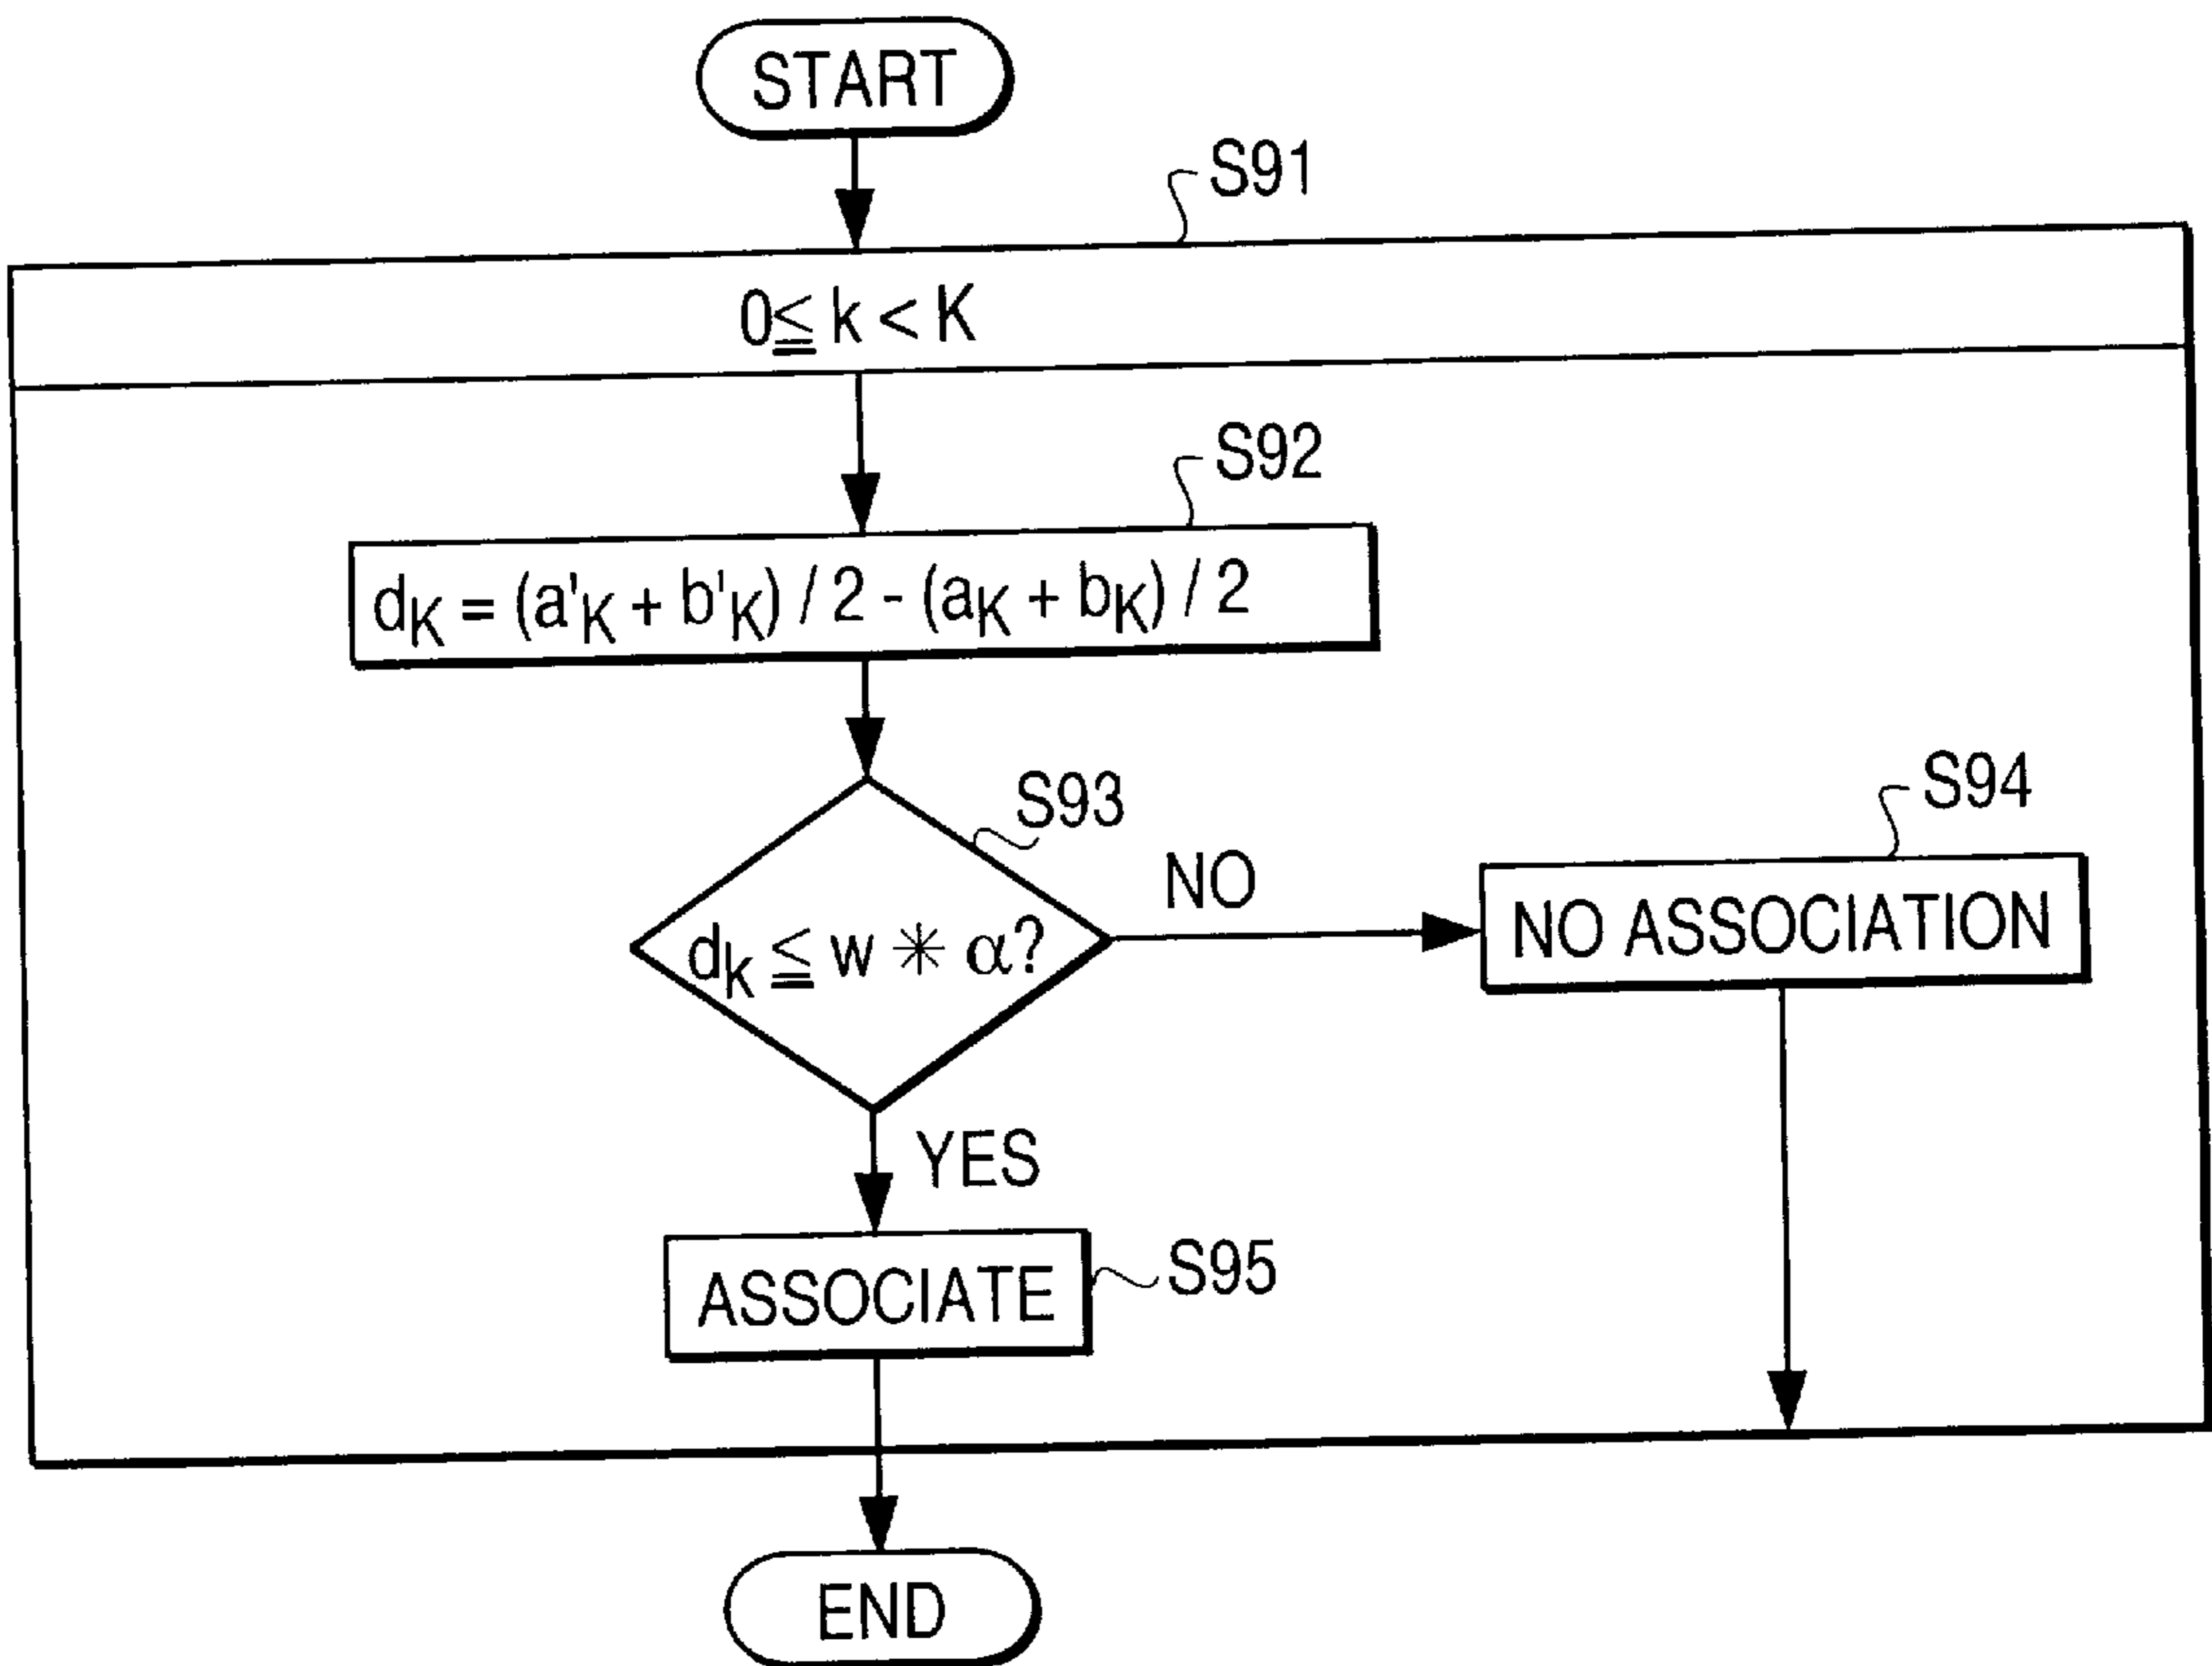 START
S91
0≦ k < K
S92
dK = (a'K + b'K) / 2 - (aK + bK) / 2
S93
S94
NO
NO ASSOCIATION
dk ≦ w * α?
YES
S95
ASSOCIATE
END